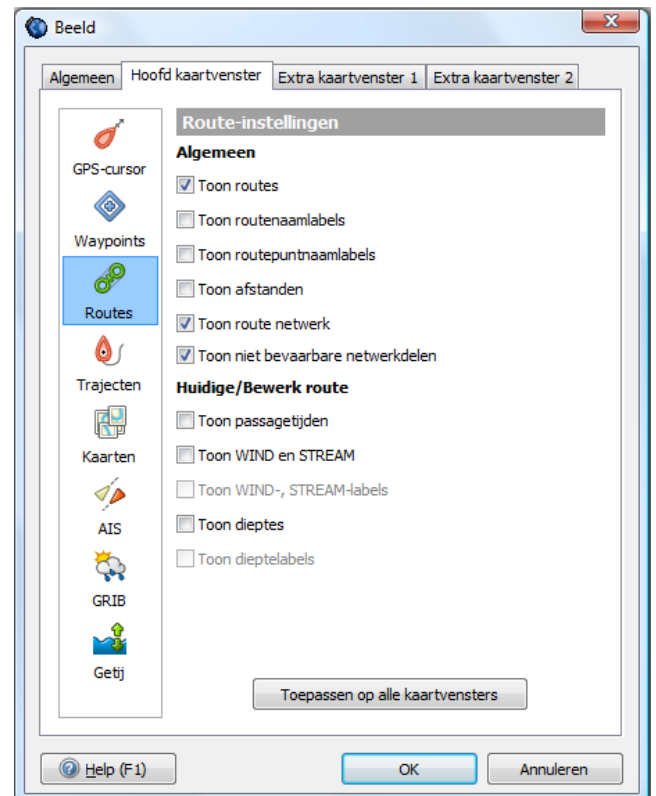 Beeld
Algemeen Hoofd kaartvenster Extra kaartvenster 1 Extra kaartvenster 2
GPS-cursor
Waypoints
Routes
Trajecten
Kaarten
AIS
GRIB
Getij
Route-instellingen
Algemeen
Toon routes
Toon routenaamlabels
Toon routepuntnaamlabels
Toon afstanden
Toon route netwerk
Toon niet bevaarbare netwerkdelen
Huidige/Bewerk route
Toon passagetijden
Toon WIND en STREAM
Toon WIND-, STREAM-labels
Toon dieptes
Toon dieptelabels
Toepassen op alle kaartvensters
Help (F1) OK Annuleren